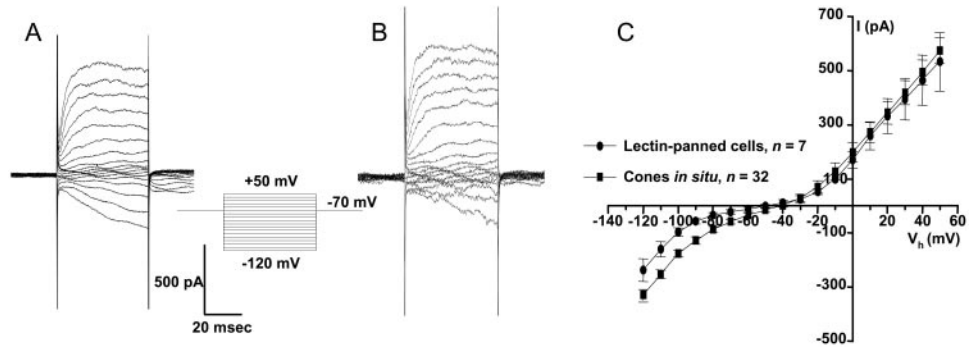 A
B
C
+50 mV
-70 mV
-120 mV
500 pA
20 msec
I (pA)
700
500
300
100
-100
-300
-500
Lectin-panned cells, n = 7
Cones in situ, n = 32
-140 -120 -100 -80 -60 -40 -20 0 20 40 60
Vh (mV)